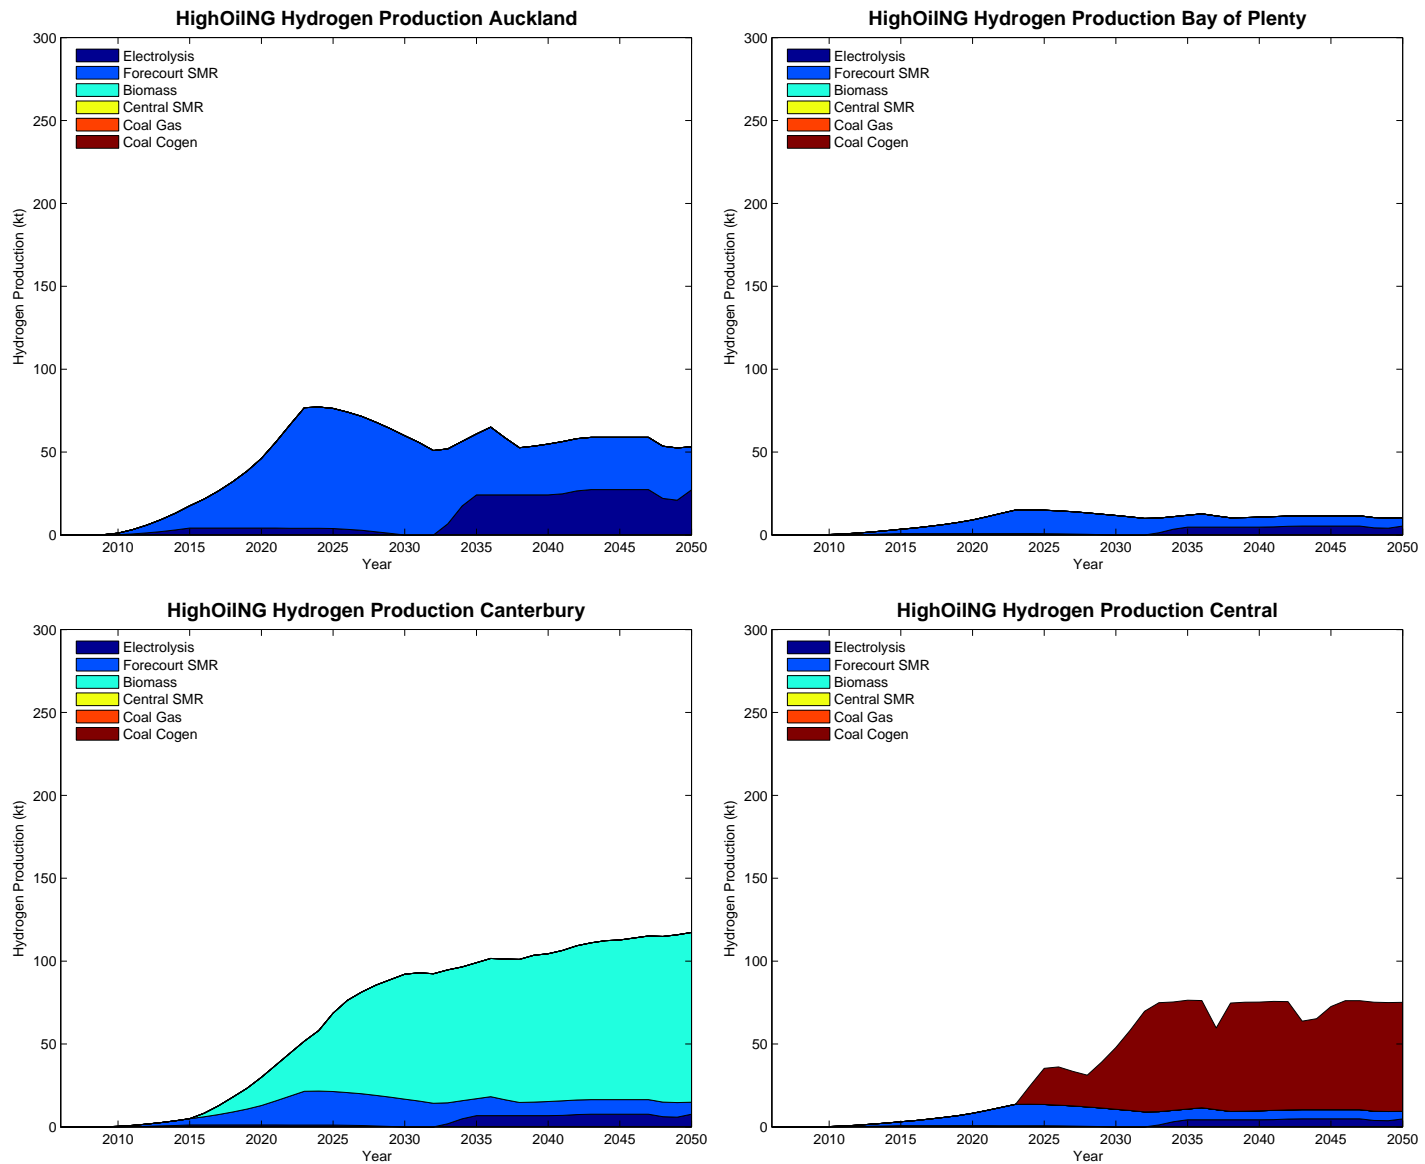 HighOilNG Hydrogen Production Auckland
300
250
200
150
100
50
0
Hydrogen Production (kt)
Electrolysis
Forecourt SMR
Biomass
Central SMR
Coal Gas
Coal Cogen
2010 2015 2020 2025 2030 2035 2040 2045 2050
Year
HighOilNG Hydrogen Production Bay of Plenty
300
250
200
150
100
50
0
Hydrogen Production (kt)
Electrolysis
Forecourt SMR
Biomass
Central SMR
Coal Gas
Coal Cogen
2010 2015 2020 2025 2030 2035 2040 2045 2050
Year
HighOilNG Hydrogen Production Canterbury
300
250
200
150
100
50
0
Hydrogen Production (kt)
Electrolysis
Forecourt SMR
Biomass
Central SMR
Coal Gas
Coal Cogen
2010 2015 2020 2025 2030 2035 2040 2045 2050
Year
HighOilNG Hydrogen Production Central
300
250
200
150
100
50
0
Hydrogen Production (kt)
Electrolysis
Forecourt SMR
Biomass
Central SMR
Coal Gas
Coal Cogen
2010 2015 2020 2025 2030 2035 2040 2045 2050
Year